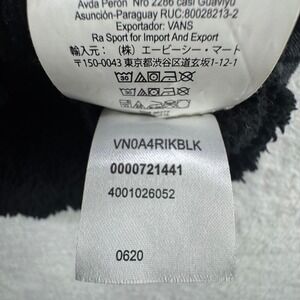 Avda Peron Nro 2286 casi Guaviyu
Asunción-Paraguay RUC:80028213-2
Exportador: VANS
Ra Sport for Import And Export
輸入元: (株) エービーシー・マート
〒150-0043 東京都渋谷区道玄坂1-12-1
VN0A4RIKBLK
0000721441
4001026052
0620